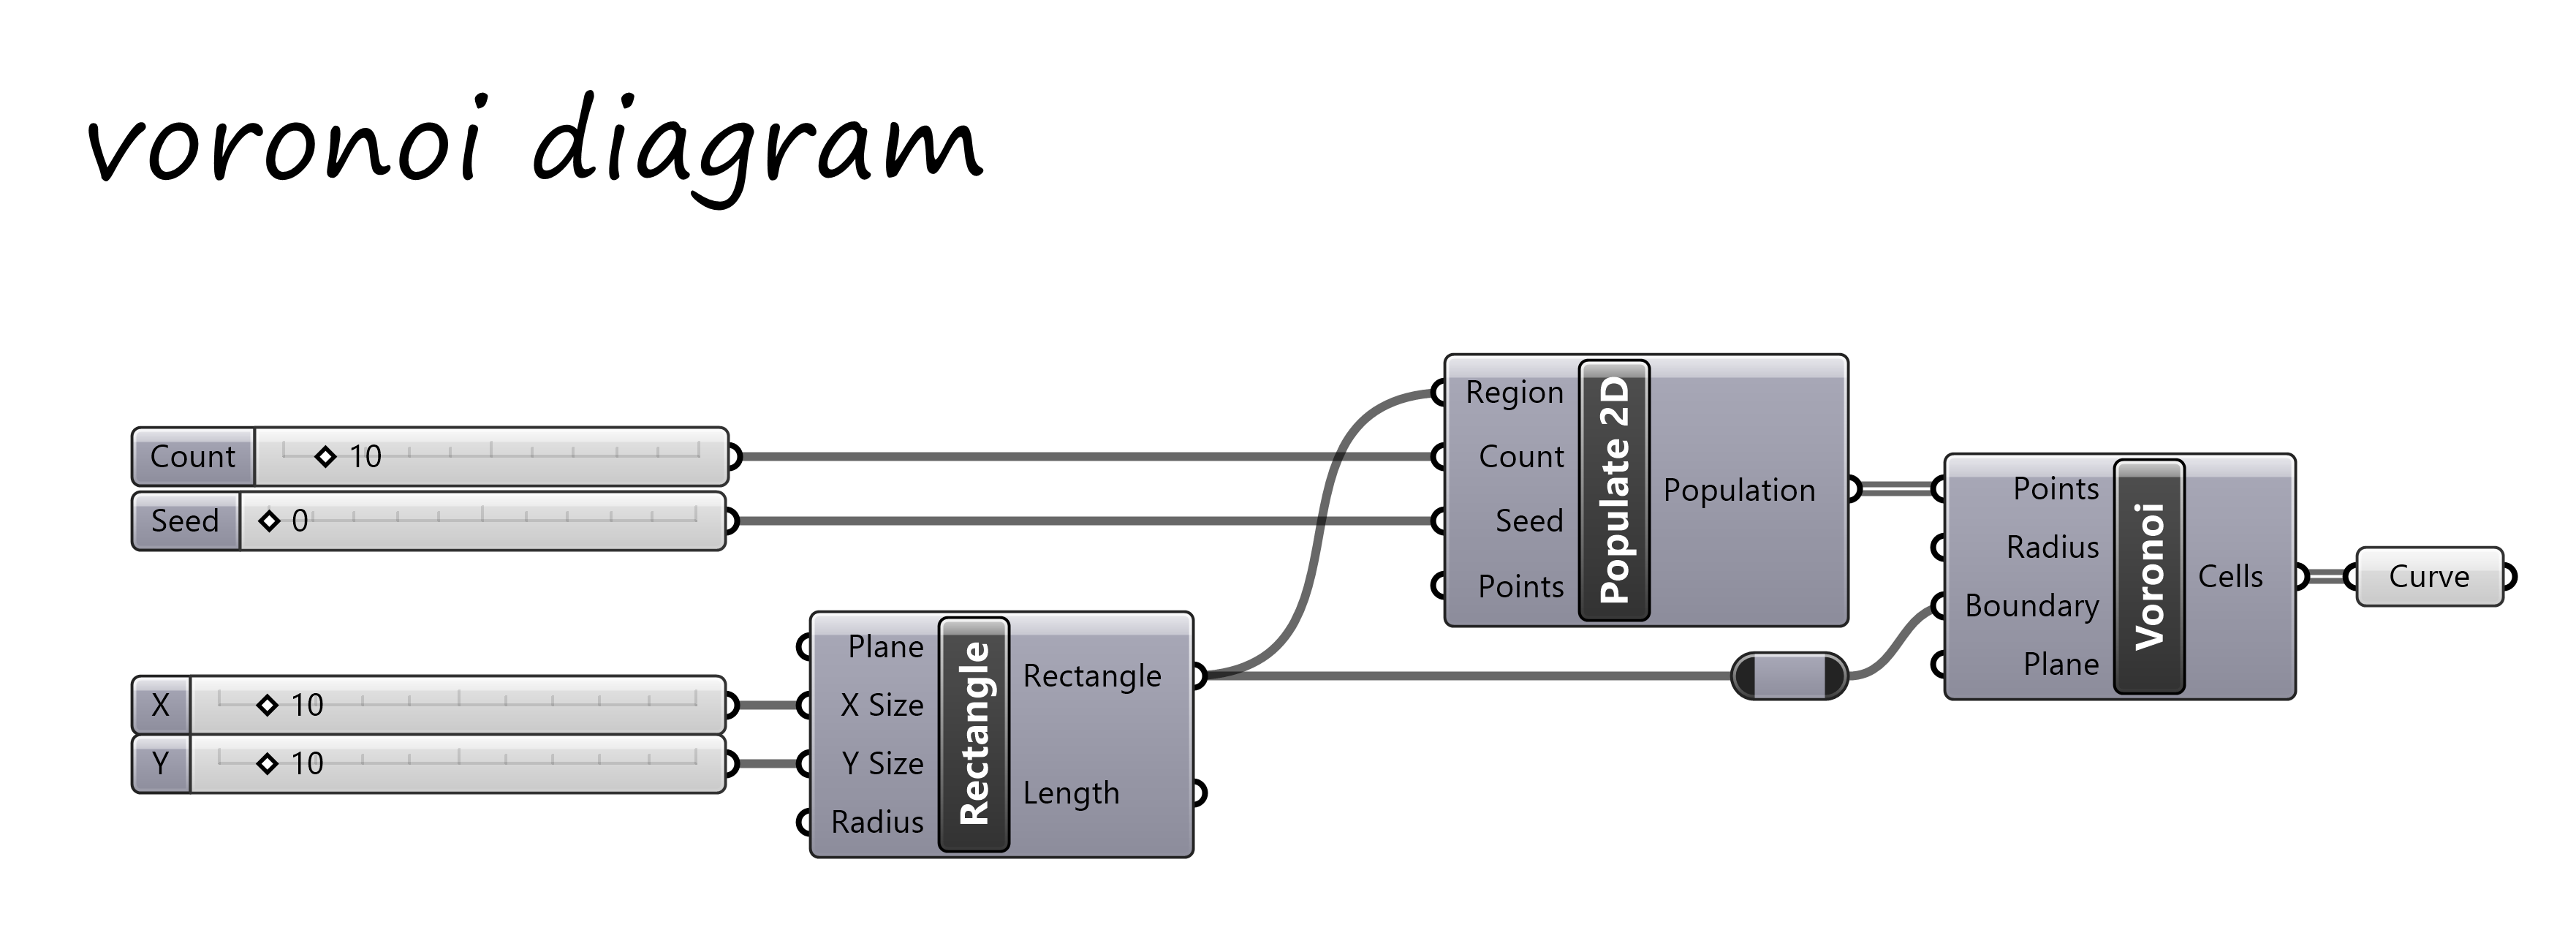 voronoi diagram
Count 10
Seed 0
X 10
Y 10
Plane
X Size
Y Size
Radius
Rectangle
Rectangle
Length
Region
Count
Seed
Points
Populate 2D
Population
Points
Radius
Boundary
Plane
Voronoi
Cells
Curve